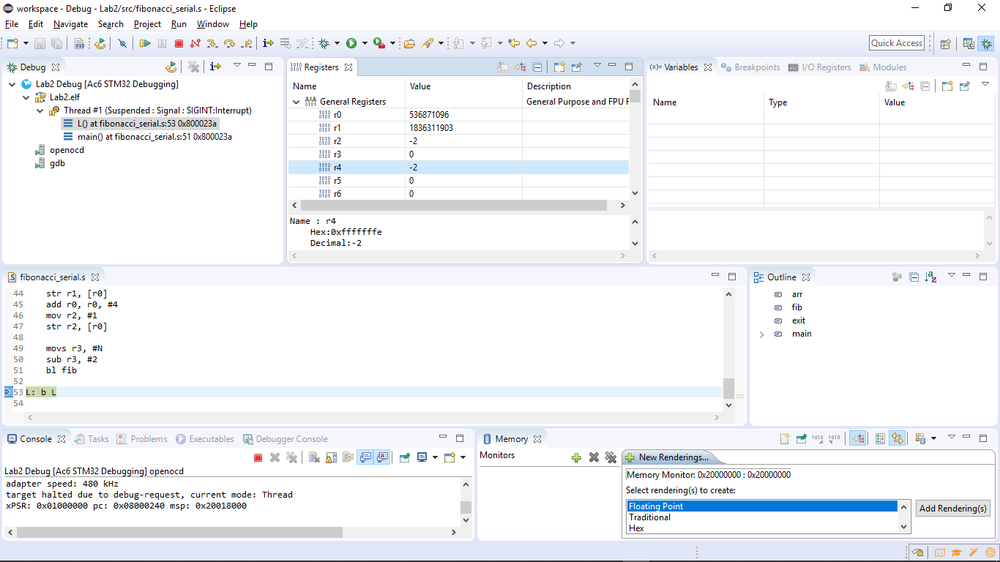 workspace - Debug - Lab2/src/fibonacci_serial.s - Eclipse
File Edit Navigate Search Project Run Window Help
Quick Access
Debug
Lab2 Debug [Ac6 STM32 Debugging]
Lab2.elf
Thread #1 (Suspended : Signal : SIGINT:Interrupt)
L() at fibonacci_serial.s:53 0x800023a
main() at fibonacci_serial.s:51 0x800023a
openocd
gdb
Registers
Name Value Description
General Registers General Purpose and FPU
r0 536871096
r1 1836311903
r2 -2
r3 0
r4 -2
r5 0
r6 0
Name : r4
Hex:0xfffffffe
Decimal:-2
(x)= Variables Breakpoints I/O Registers Modules
Name Type Value
fibonacci_serial.s
44 str r1, [r0]
45 add r0, r0, #4
46 mov r2, #1
47 str r2, [r0]
48
49 movs r3, #N
50 sub r3, #2
51 bl fib
52
53 L: b L
54
Outline
arr
fib
exit
main
Console Tasks Problems Executables Debugger Console
Lab2 Debug [Ac6 STM32 Debugging] openocd
adapter speed: 480 kHz
target halted due to debug-request, current mode: Thread
xPSR: 0x01000000 pc: 0x08000240 msp: 0x20018000
Memory
Monitors
New Renderings...
Memory Monitor: 0x20000000 : 0x20000000
Select rendering(s) to create:
Floating Point
Traditional
Hex
Add Rendering(s)